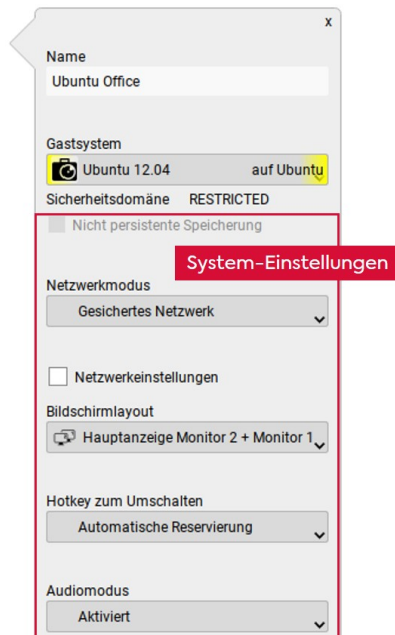 x
Name
Ubuntu Office
Gastsystem
Ubuntu 12.04 auf Ubuntu
Sicherheitsdomäne RESTRICTED
Nicht persistente Speicherung
System-Einstellungen
Netzwerkmodus
Gesichertes Netzwerk
Netzwerkeinstellungen
Bildschirmlayout
Hauptanzeige Monitor 2 + Monitor 1
Hotkey zum Umschalten
Automatische Reservierung
Audiomodus
Aktiviert